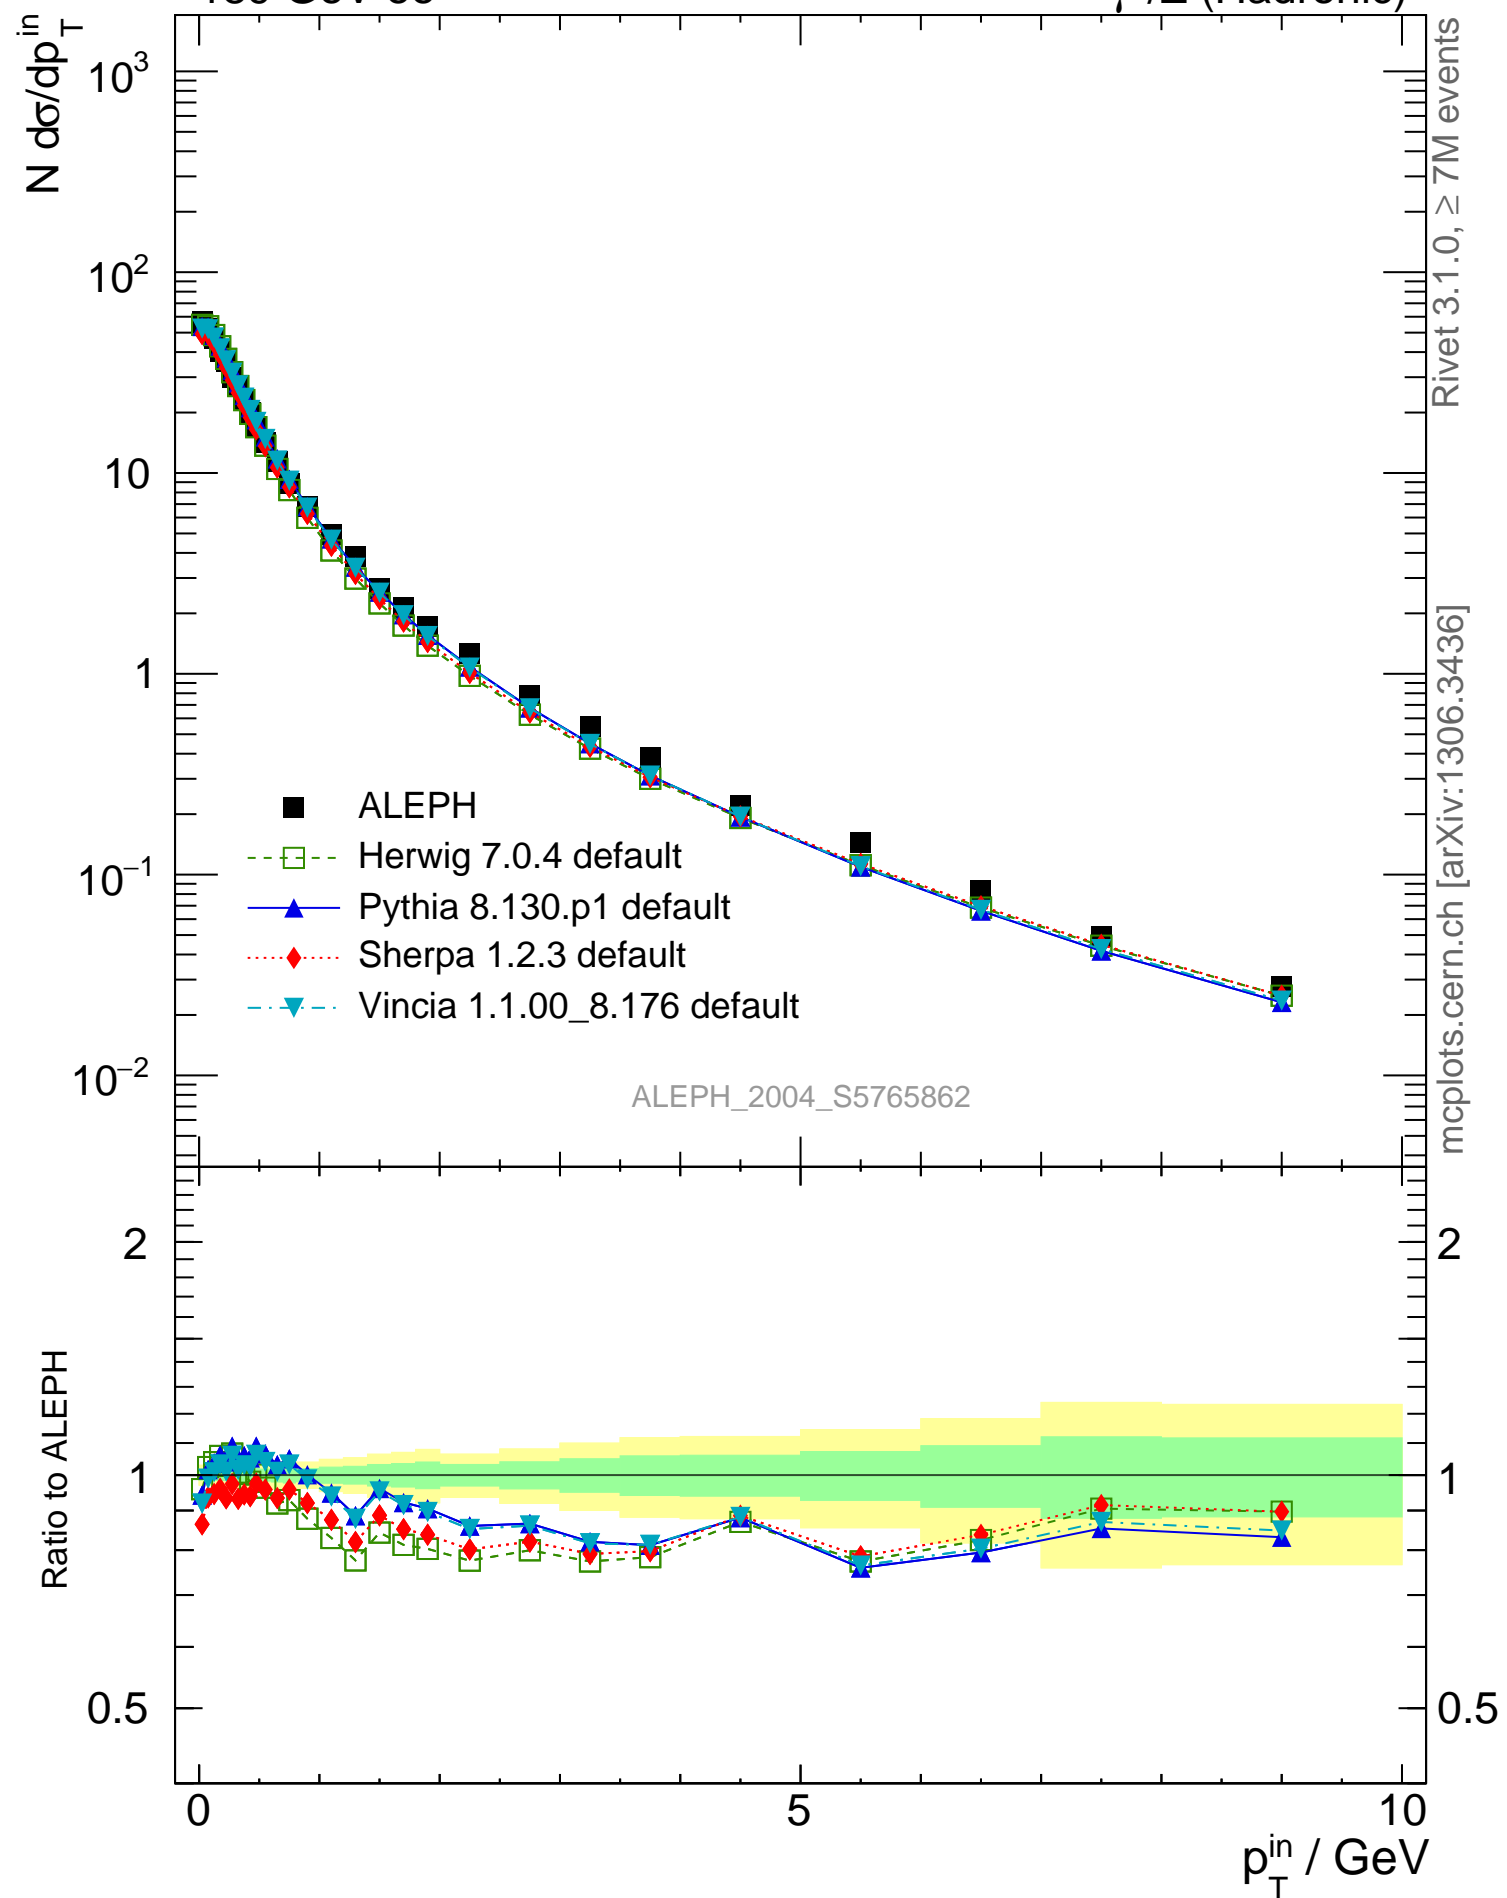 N dσ/dp_T^in
10^3
10^2
10
1
10^−1
10^−2
ALEPH
Herwig 7.0.4 default
Pythia 8.130.p1 default
Sherpa 1.2.3 default
Vincia 1.1.00_8.176 default
ALEPH_2004_S5765862
Rivet 3.1.0, ≥ 7M events
mcplots.cern.ch [arXiv:1306.3436]
Ratio to ALEPH
2
1
0.5
2
1
0.5
0
5
10
p_T^in / GeV